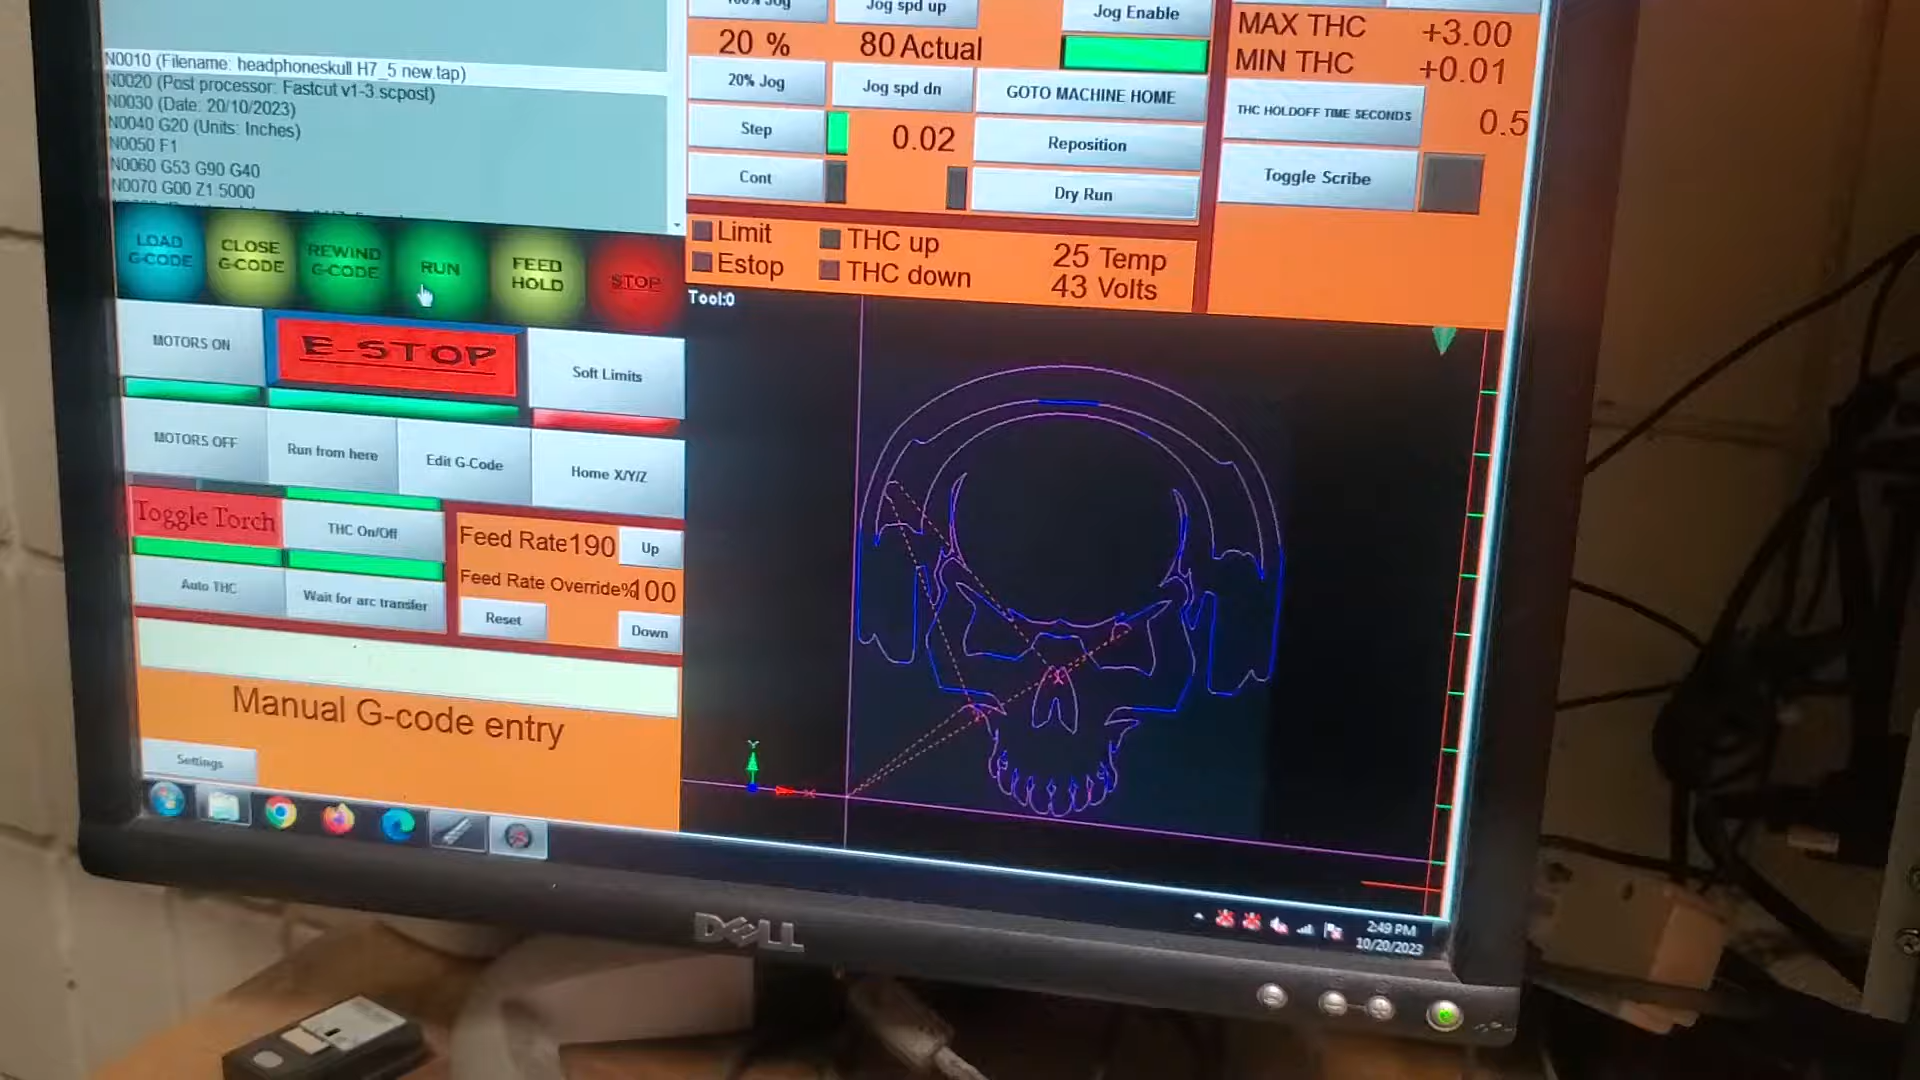 N0010 (Filename: headphoneskull H7_5 new.tap)
N0020 (Post processor: Fastcut v1-3.scpost)
N0030 (Date: 20/10/2023)
N0040 G20 (Units: Inches)
N0050 F1
N0060 G53 G90 G40
N0070 G00 Z1 5000
100% Jog
Jog spd up
Jog Enable
20 %
80 Actual
20% Jog
Jog spd dn
GOTO MACHINE HOME
Step
0.02
Reposition
Cont
Dry Run
MAX THC +3.00
MIN THC +0.01
THC HOLDOFF TIME SECONDS
0.5
Toggle Scribe
Limit
THC up
25 Temp
Estop
THC down
43 Volts
LOAD G-CODE
CLOSE G-CODE
REWIND G-CODE
RUN
FEED HOLD
STOP
Tool:0
MOTORS ON
E-STOP
Soft Limits
MOTORS OFF
Run from here
Edit G-Code
Home X/Y/Z
Toggle Torch
THC On/Off
Feed Rate 190
Up
Auto THC
Wait for arc transfer
Feed Rate Override% 100
Reset
Down
Manual G-code entry
Settings
Y
X
2:49 PM
10/20/2023
DELL